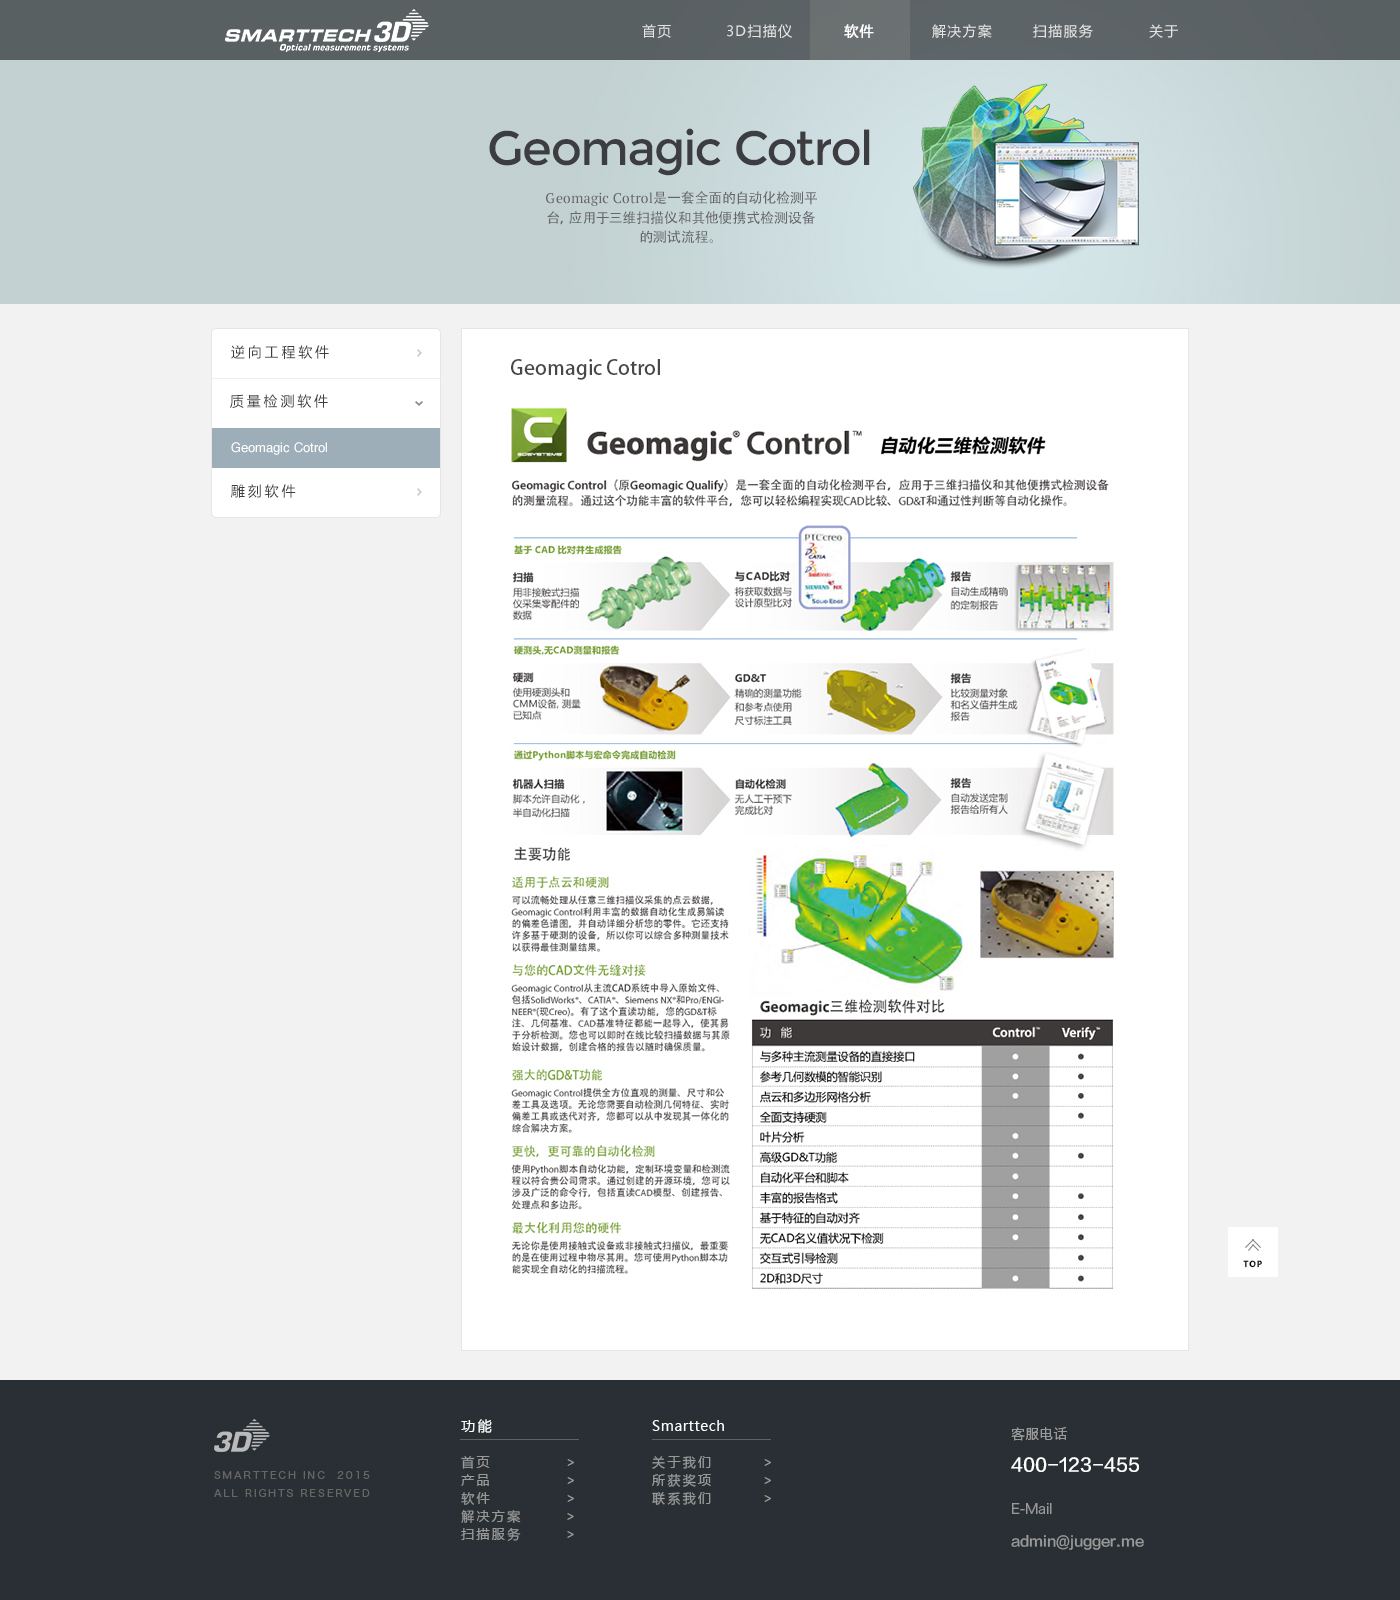 SMARTTECH 3D
Optical measurement systems
首页
3D扫描仪
软件
解决方案
扫描服务
关于
Geomagic Cotrol
Geomagic Cotrol是一套全面的自动化检测平
台, 应用于三维扫描仪和其他便携式检测设备
的测试流程。
逆向工程软件
质量检测软件
Geomagic Cotrol
雕刻软件
Geomagic Cotrol
Geomagic® Control™ 自动化三维检测软件
Geomagic Control（原Geomagic Qualify）是一套全面的自动化检测平台，应用于三维扫描仪和其他便携式检测设备
的测量流程。通过这个功能丰富的软件平台，您可以轻松编程实现CAD比较、GD&T和通过性判断等自动化操作。
基于 CAD 比对并生成报告
扫描
用非接触式扫描
仪采集零配件的
数据
与CAD比对
将获取数据与
设计原型比对
PTC creo
CATIA
SolidWorks
SIEMENS NX
SOLID EDGE
报告
自动生成精确
的定制报告
硬测头,无CAD测量和报告
硬测
使用硬测头和
CMM设备, 测量
已知点
GD&T
精确的测量功能
和参考点使用
尺寸标注工具
报告
比较测量对象
和名义值并生成
报告
通过Python脚本与宏命令完成自动检测
机器人扫描
脚本允许自动化，
半自动化扫描
自动化检测
无人工干预下
完成比对
报告
自动发送定制
报告给所有人
主要功能
适用于点云和硬测
可以流畅处理从任意三维扫描仪采集的点云数据，
Geomagic Control利用丰富的数据自动化生成易解读
的偏差色谱图，并自动详细分析您的零件。它还支持
许多基于硬测的设备，所以你可以综合多种测量技术
以获得最佳测量结果。
与您的CAD文件无缝对接
Geomagic Control从主流CAD系统中导入原始文件、
包括SolidWorks®、CATIA®、Siemens NX®和Pro/ENGI-
NEER®(现Creo)。有了这个直读功能，您的GD&T标
注、几何基准、CAD基准特征都能一起导入，使其易
于分析检测。您也可以即时在线比较扫描数据与其原
始设计数据，创建合格的报告以随时确保质量。
强大的GD&T功能
Geomagic Control提供全方位直观的测量、尺寸和公
差工具及选项。无论您需要自动检测几何特征、实时
偏差工具或迭代对齐，您都可以从中发现其一体化的
综合解决方案。
更快，更可靠的自动化检测
使用Python脚本自动化功能，定制环境变量和检测流
程以符合贵公司需求。通过创建的开源环境，您可以
涉及广泛的命令行，包括直读CAD模型、创建报告、
处理点和多边形。
最大化利用您的硬件
无论你是使用接触式设备或非接触式扫描仪，最重要
的是在使用过程中物尽其用。您可使用Python脚本功
能实现全自动化的扫描流程。
Geomagic三维检测软件对比
功 能 Control™ Verify™
与多种主流测量设备的直接接口 ● ●
参考几何数模的智能识别 ● ●
点云和多边形网格分析 ● ●
全面支持硬测 ●
叶片分析 ●
高级GD&T功能 ● ●
自动化平台和脚本 ●
丰富的报告格式 ● ●
基于特征的自动对齐 ● ●
无CAD名义值状况下检测 ● ●
交互式引导检测 ●
2D和3D尺寸 ● ●
TOP
3D
SMARTTECH INC 2015
ALL RIGHTS RESERVED
功能
首页 >
产品 >
软件 >
解决方案 >
扫描服务 >
Smarttech
关于我们 >
所获奖项 >
联系我们 >
客服电话
400-123-455
E-Mail
admin@jugger.me